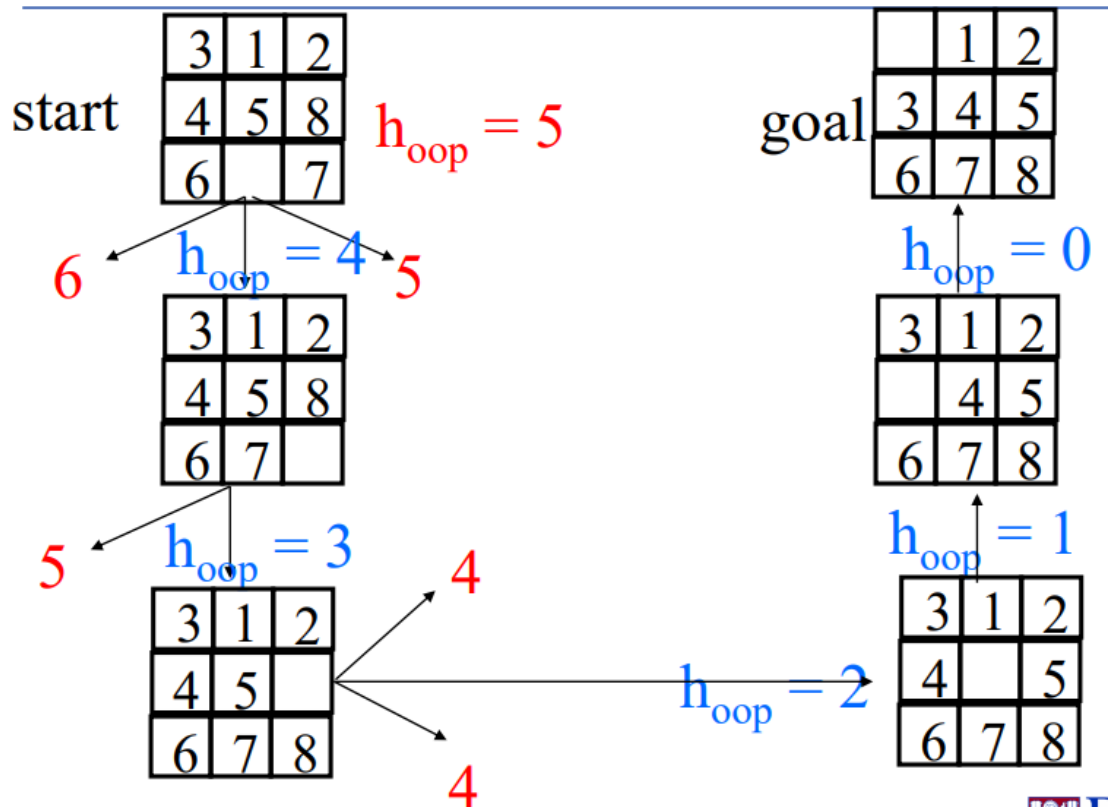 start
3 1 2
4 5 8
6 7
h_oop = 5
goal
1 2
3 4 5
6 7 8
6
h_oop = 4
5
h_oop = 0
3 1 2
4 5 8
6 7
3 1 2
4 5
6 7 8
5
h_oop = 3
4
h_oop = 1
3 1 2
4 5
6 7 8
h_oop = 2
3 1 2
4 5
6 7 8
4